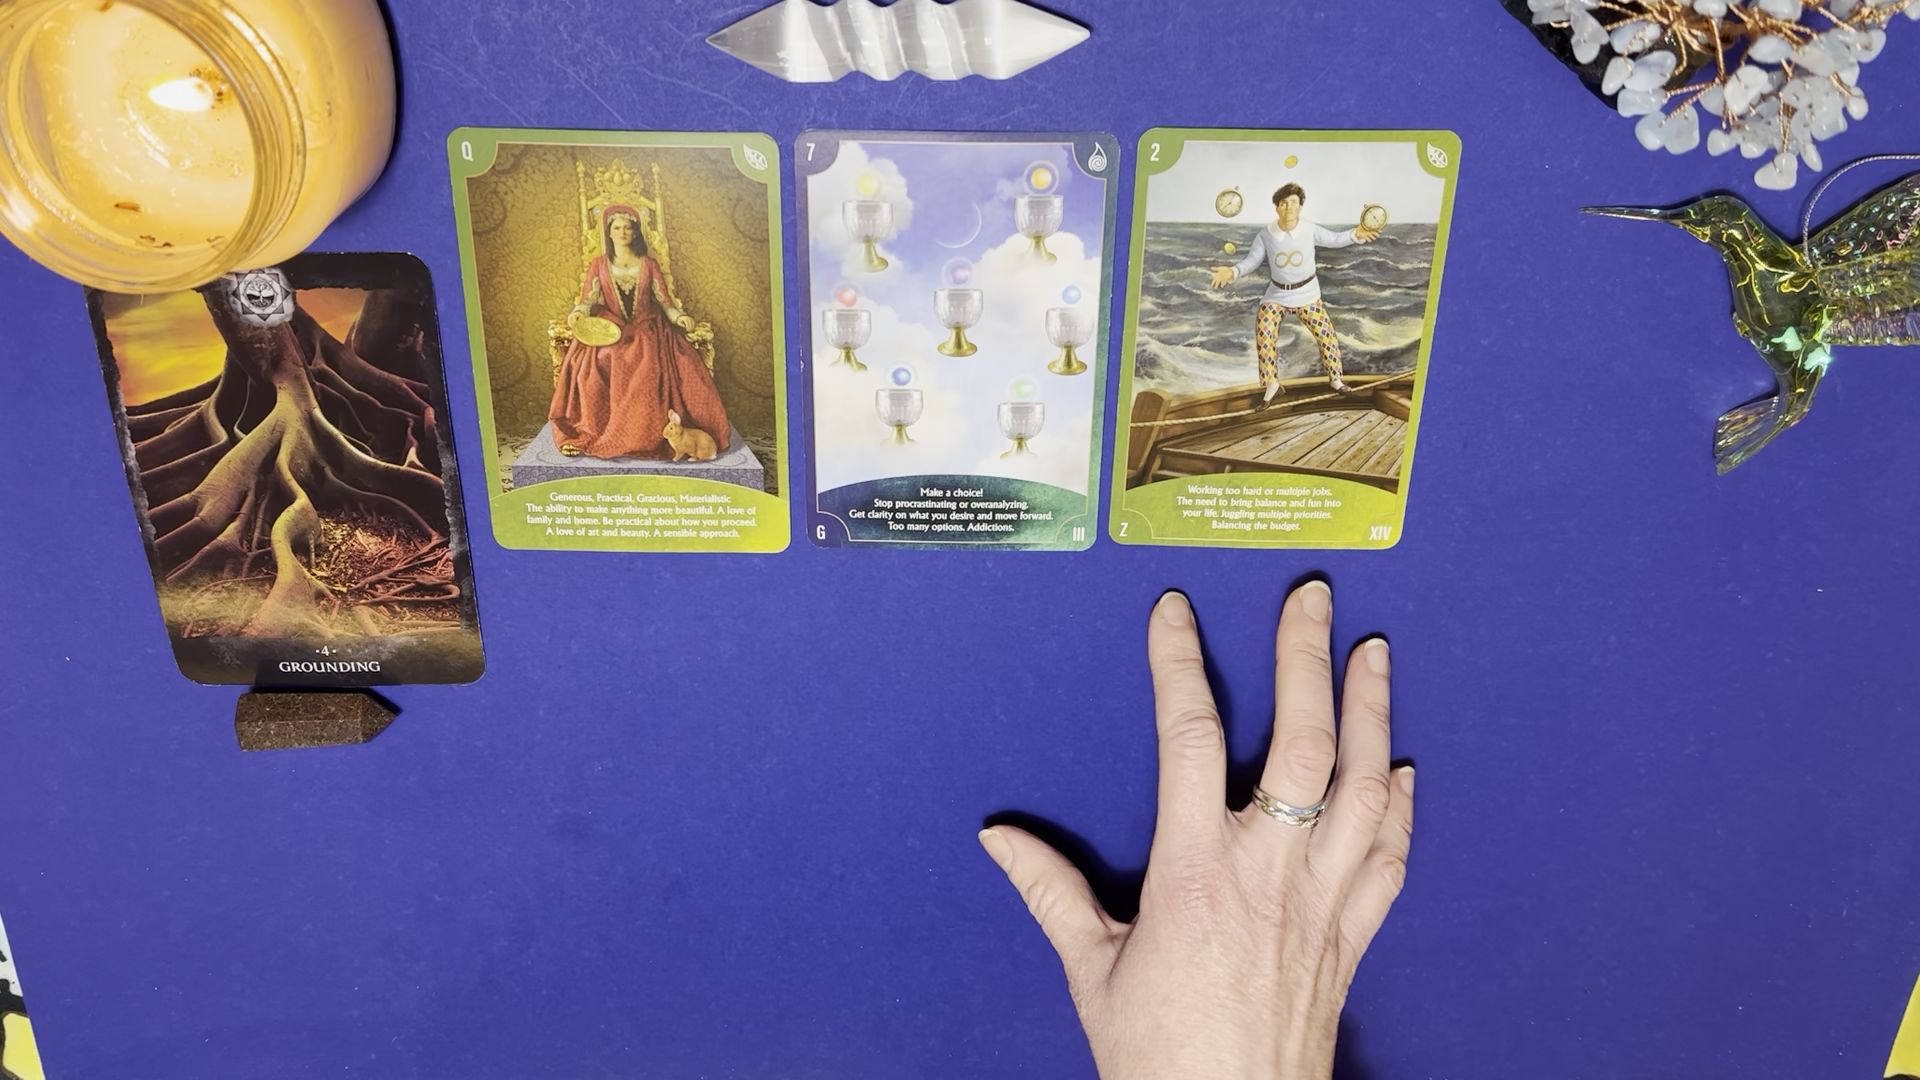 Q
Generous, Practical, Gracious, Materialistic
The ability to make anything more beautiful. A love of
family and home. Be practical about how you proceed.
A love of art and beauty. A sensible approach.
7
Make a choice!
Stop procrastinating or overanalyzing.
Get clarity on what you desire and move forward.
Too many options. Addictions.
G
III
2
Working too hard or multiple jobs.
The need to bring balance and fun into
your life. Juggling multiple priorities.
Balancing the budget.
Z
XIV
·4·
GROUNDING